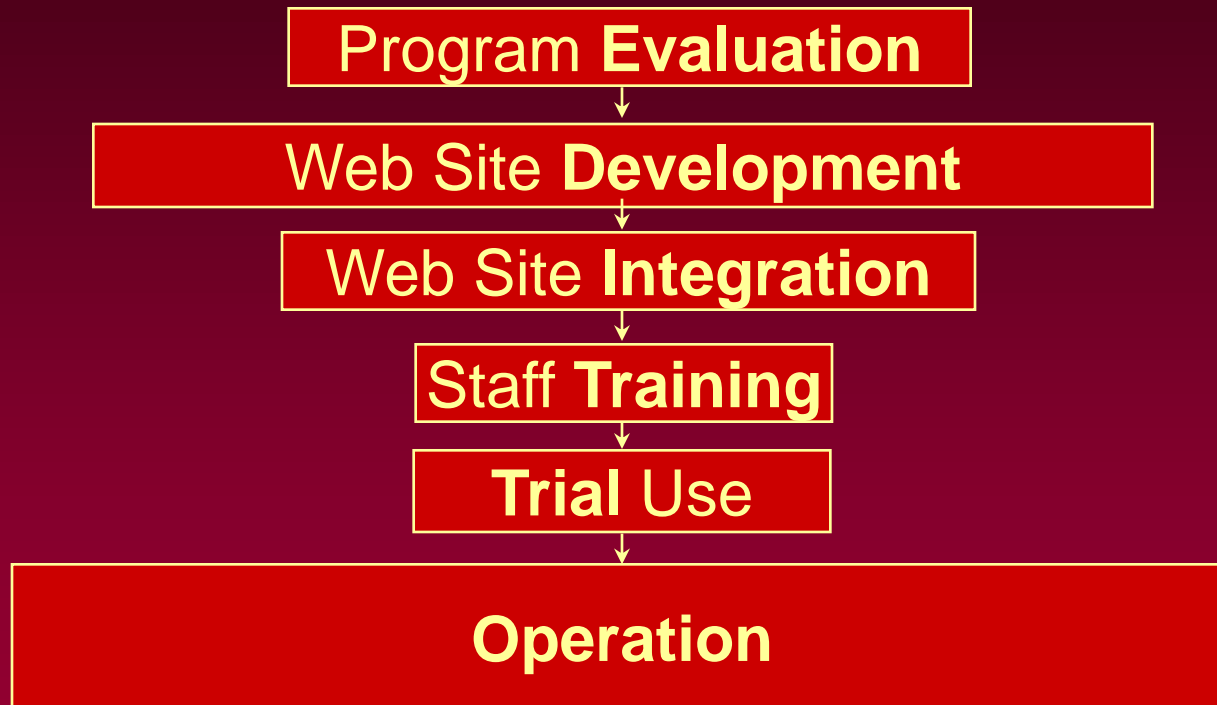 Program Evaluation
Web Site Development
Web Site Integration
Staff Training
Trial Use
Operation